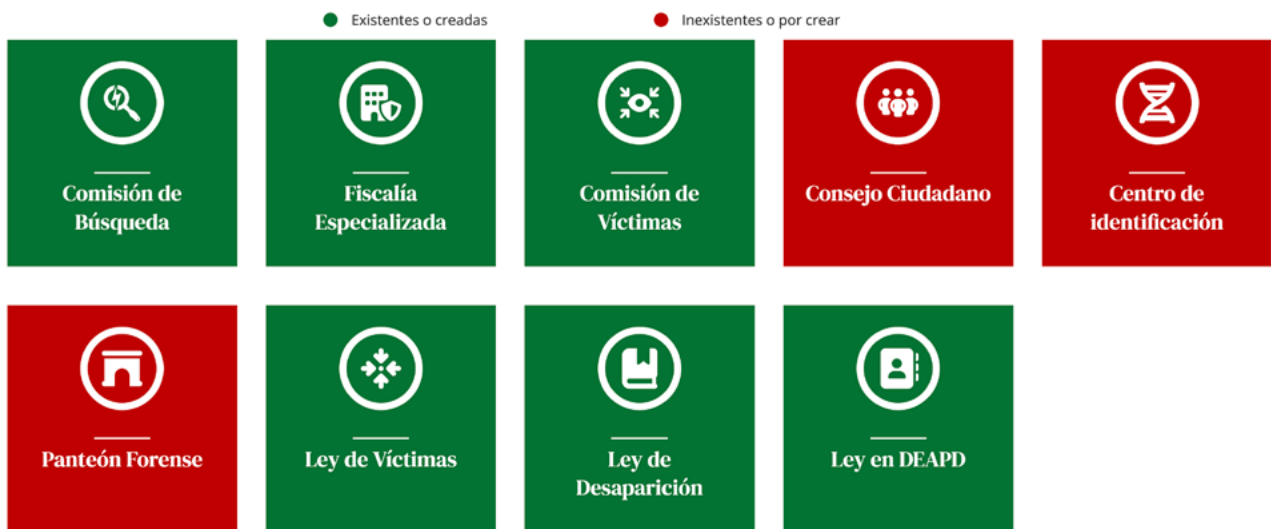 Existentes o creadas
Inexistentes o por crear
Comisión de
Búsqueda
Fiscalía
Especializada
Comisión de
Víctimas
Consejo Ciudadano
Centro de
identificación
Panteón Forense
Ley de Víctimas
Ley de
Desaparición
Ley en DEAPD